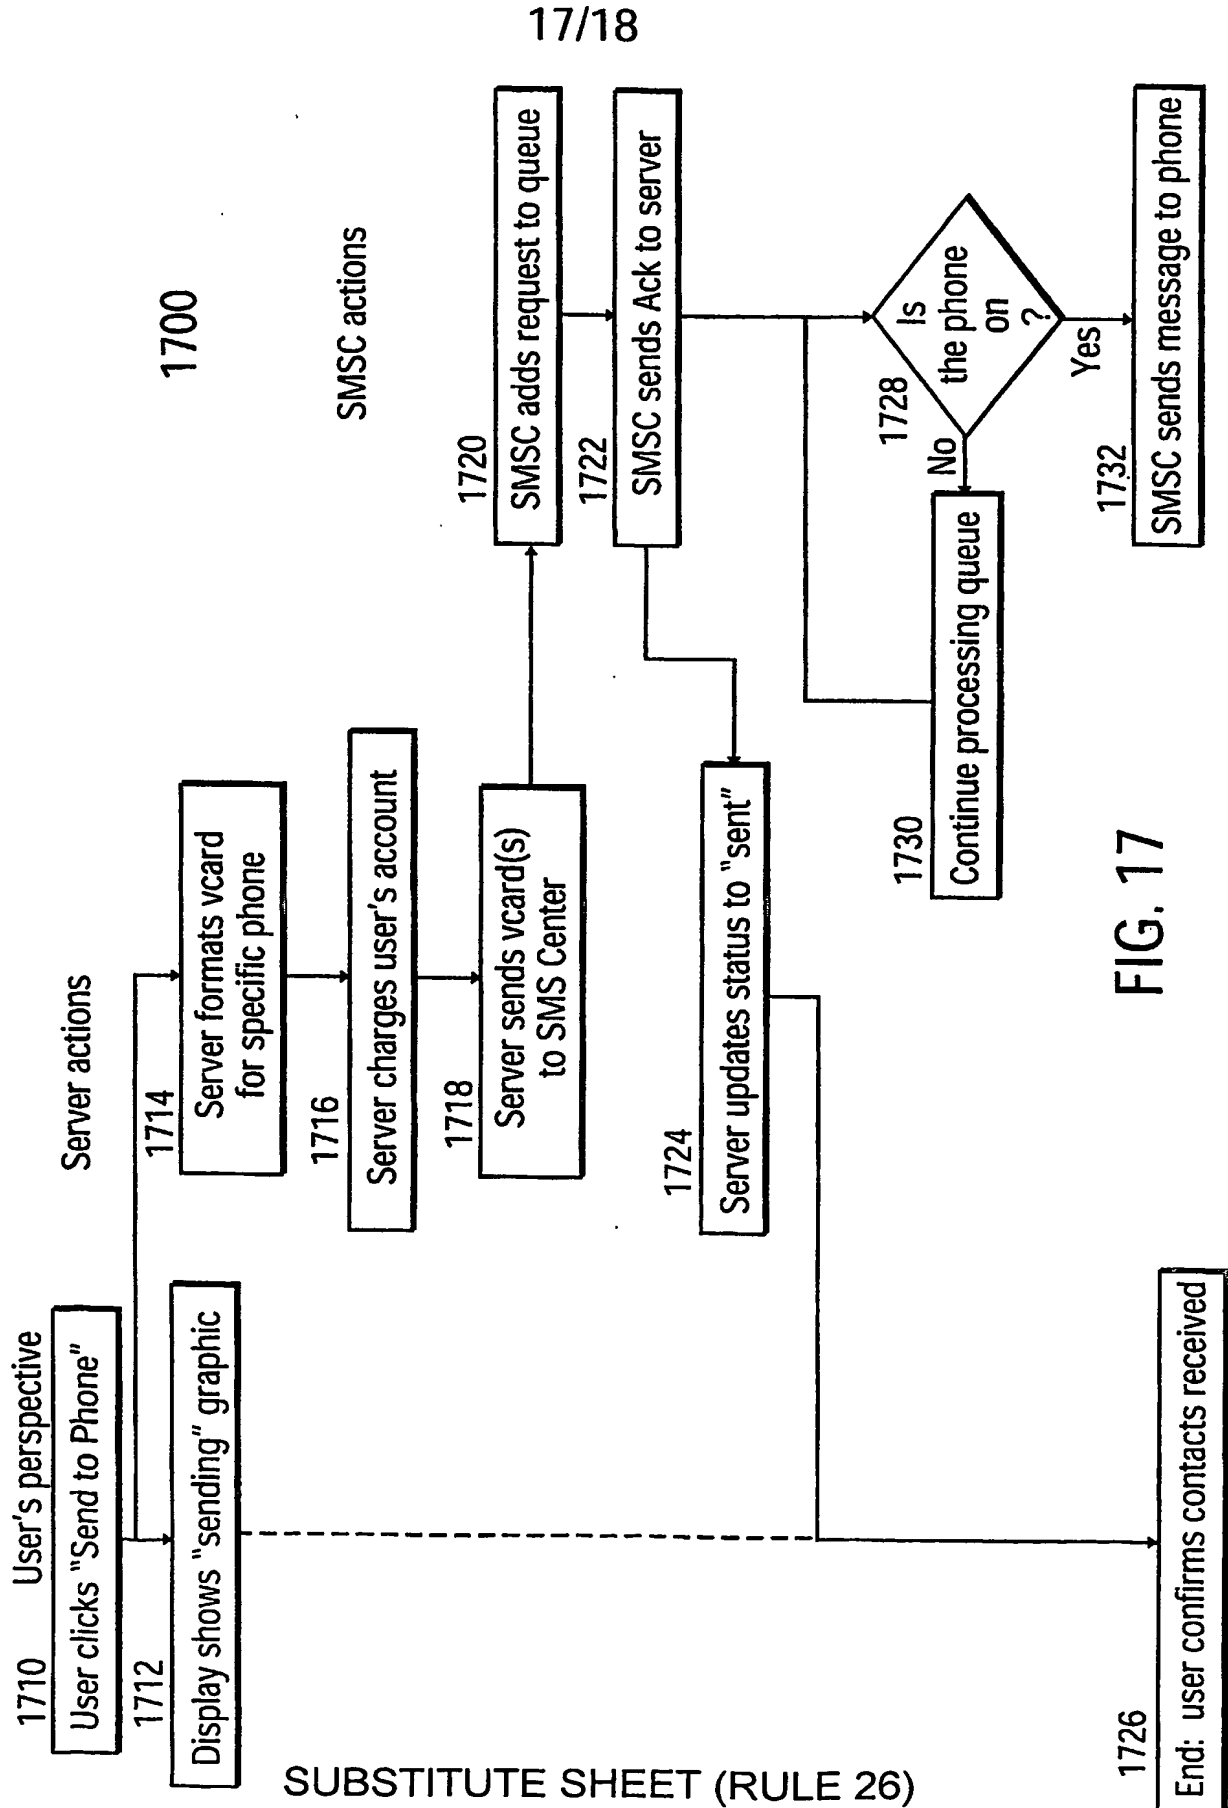 17/18
1700
User's perspective
Server actions
SMSC actions
1710
User clicks "Send to Phone"
1712
Display shows "sending" graphic
1714
Server formats vcard
for specific phone
1716
Server charges user's account
1718
Server sends vcard(s)
to SMS Center
1720
SMSC adds request to queue
1722
SMSC sends Ack to server
1724
Server updates status to "sent"
1728
Is
the phone
on
?
No
Yes
1730
Continue processing queue
1732
SMSC sends message to phone
1726
End: user confirms contacts received
FIG. 17
SUBSTITUTE SHEET (RULE 26)